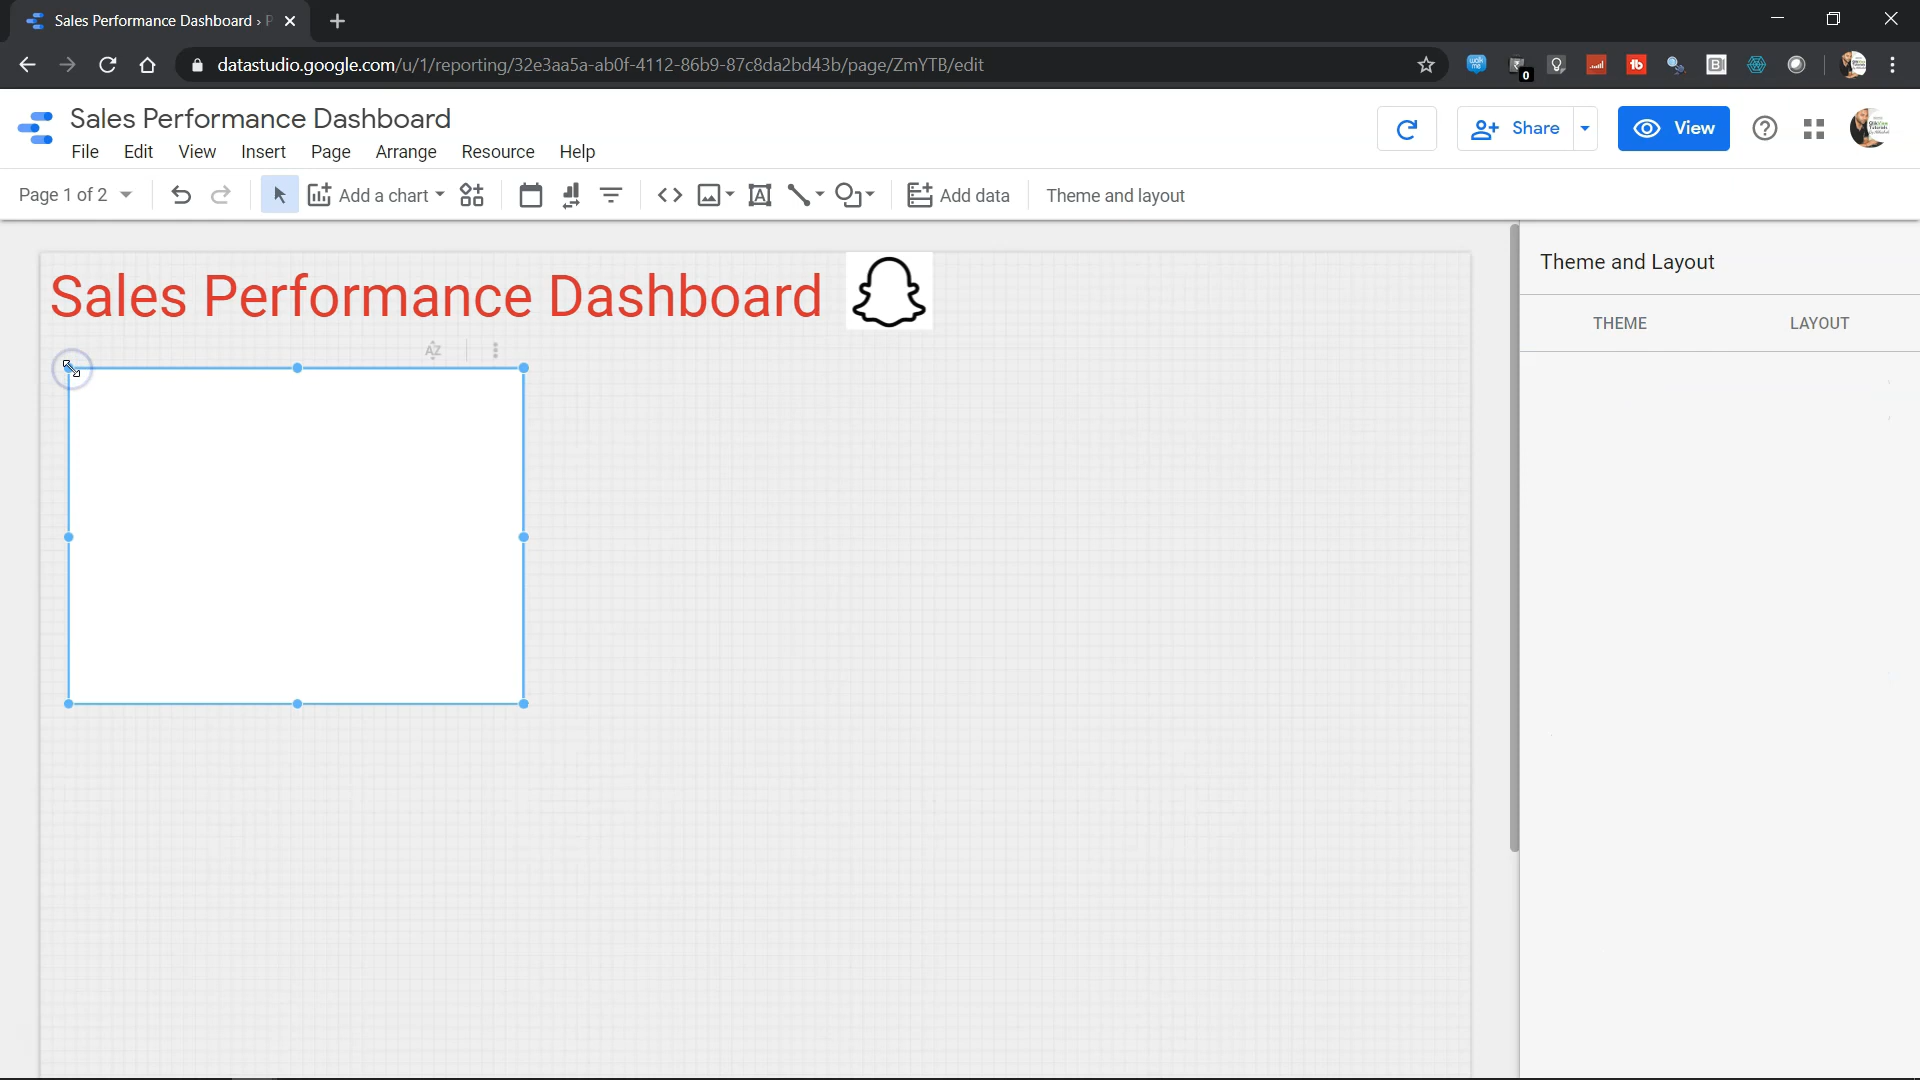 Sales Performance Dashboard › P
datastudio.google.com/u/1/reporting/32e3aa5a-ab0f-4112-86b9-87c8da2bd43b/page/ZmYTB/edit
0
Sales Performance Dashboard
File Edit View Insert Page Arrange Resource Help
Share View
Page 1 of 2 Add a chart Add data Theme and layout
Sales Performance Dashboard
AZ
Theme and Layout
THEME LAYOUT